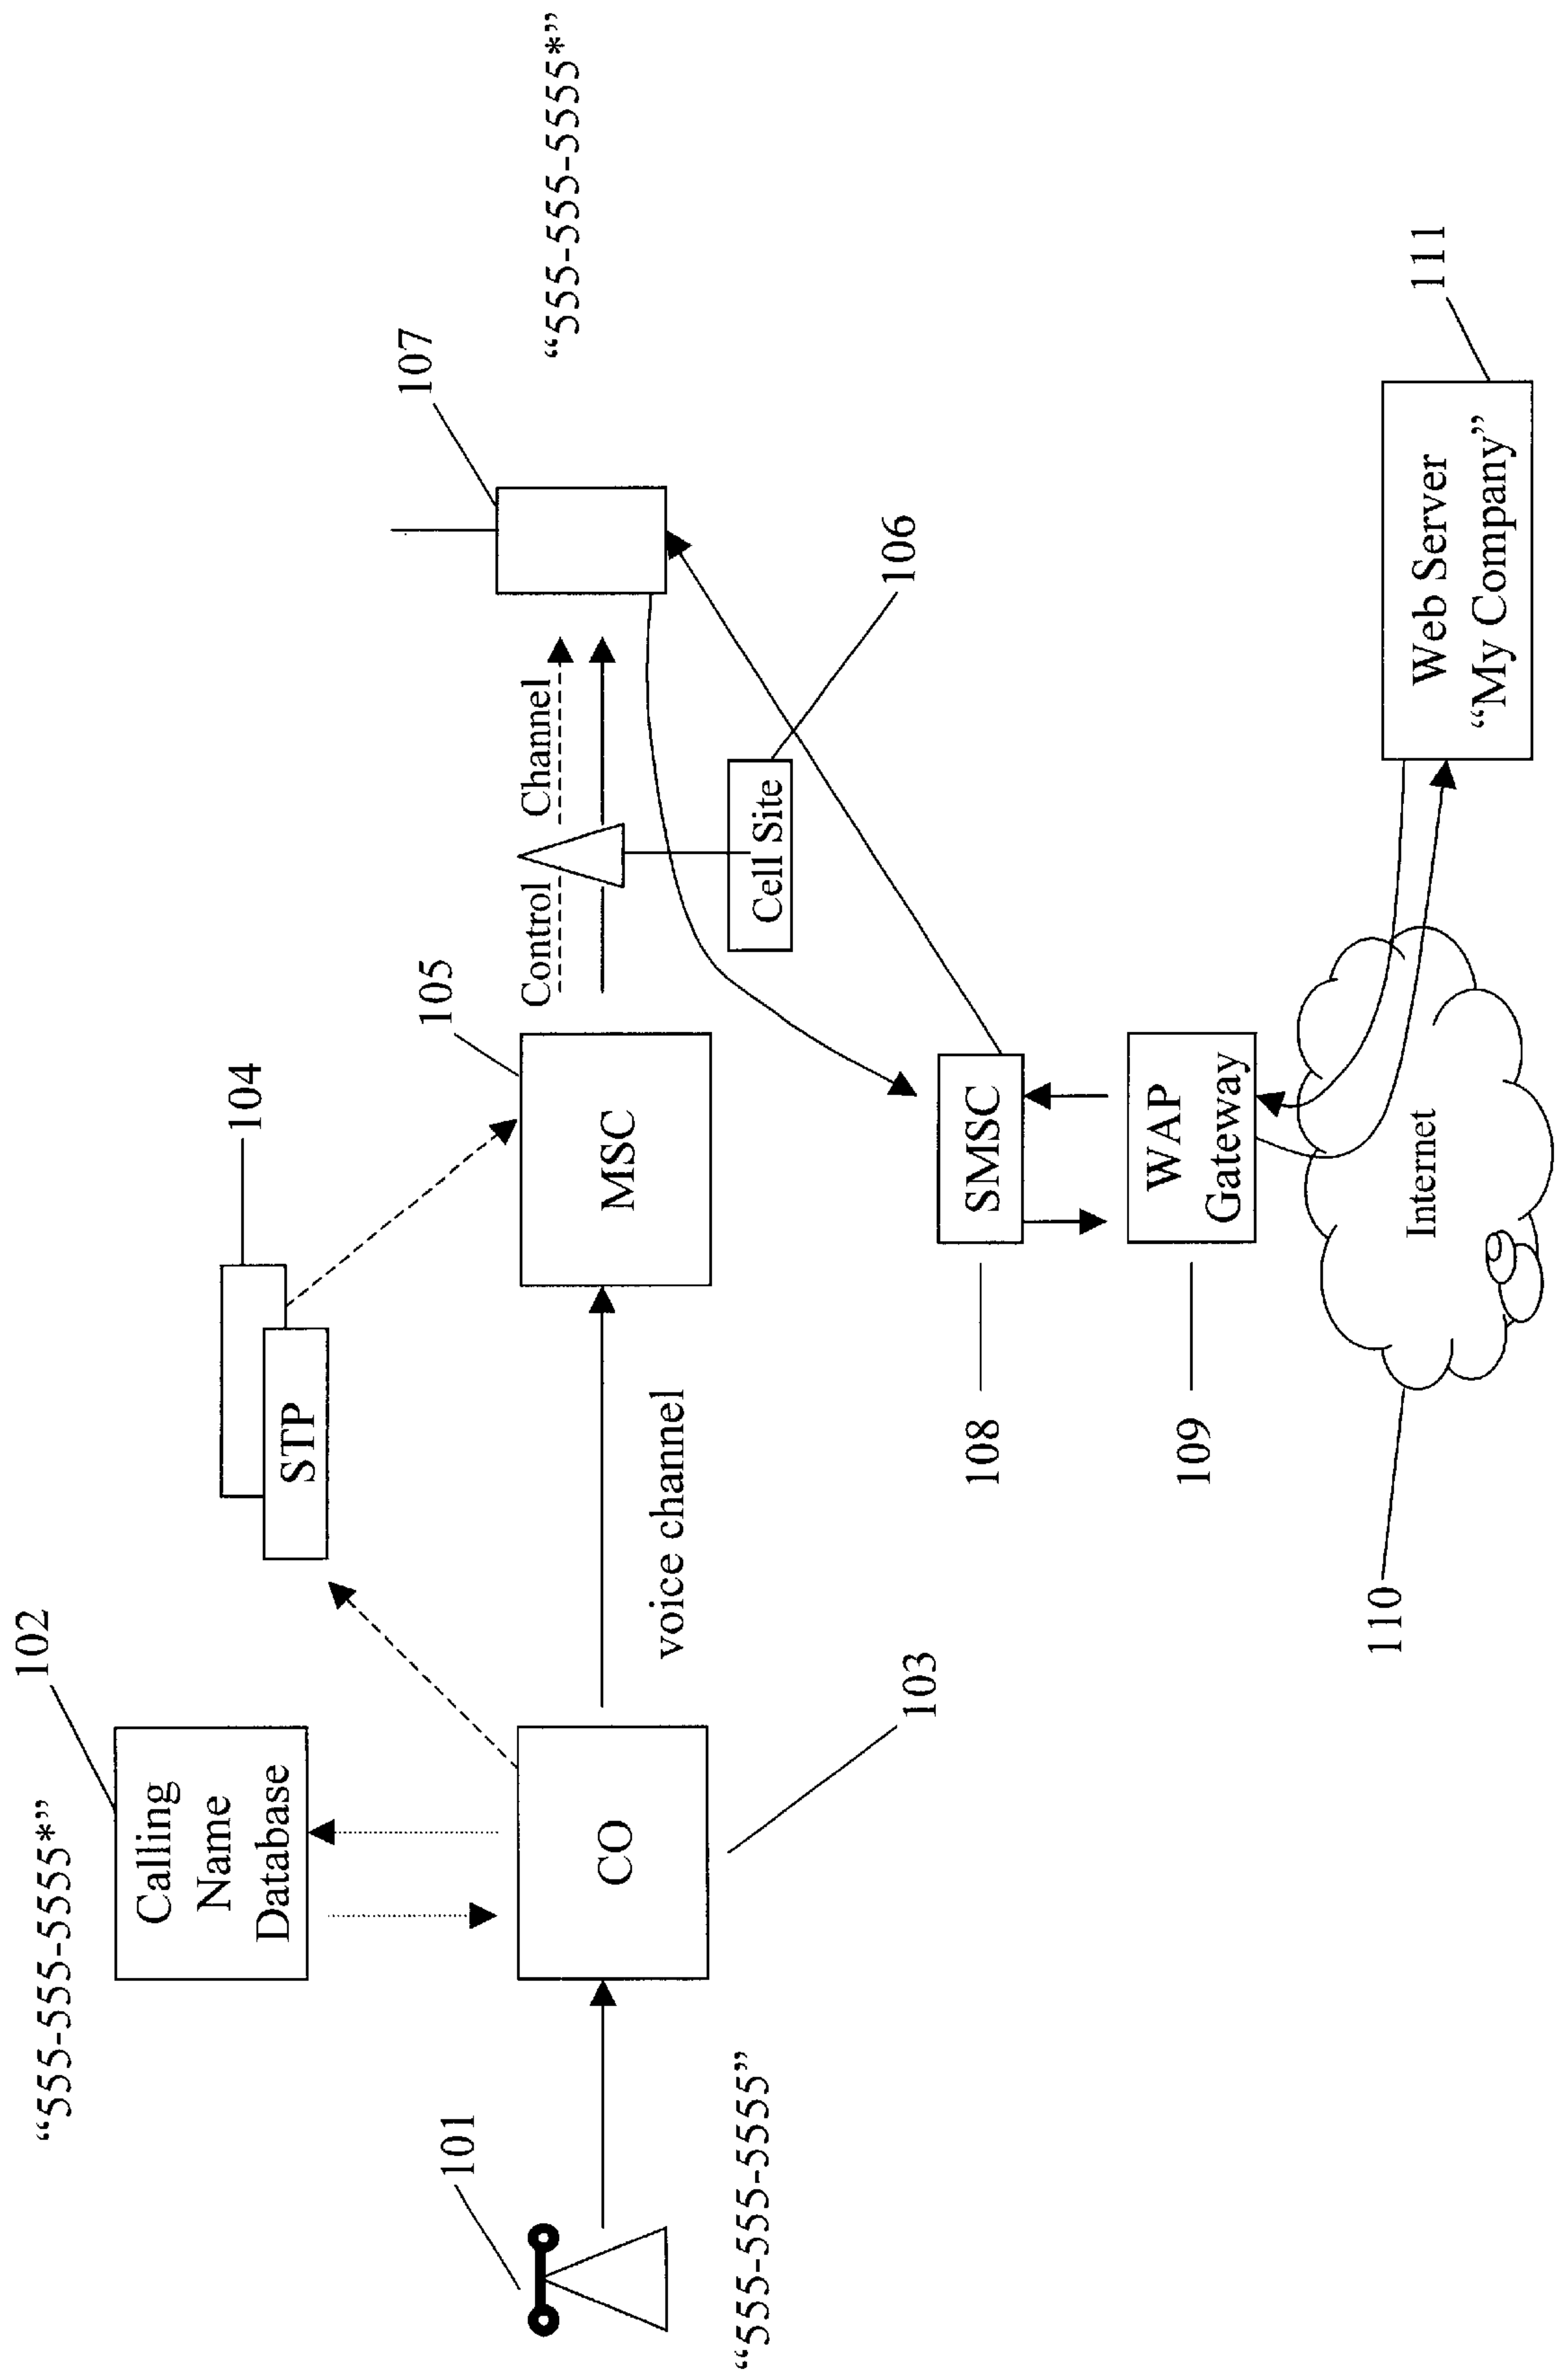 “555-555-5555*”
102
Calling
Name
Database
104
STP
101
105
107
Control Channel
“555-555-5555*”
CO
MSC
voice channel
“555-555-5555”
103
Cell Site
106
108
SMSC
109
WAP
Gateway
110
Internet
Web Server
“My Company”
111